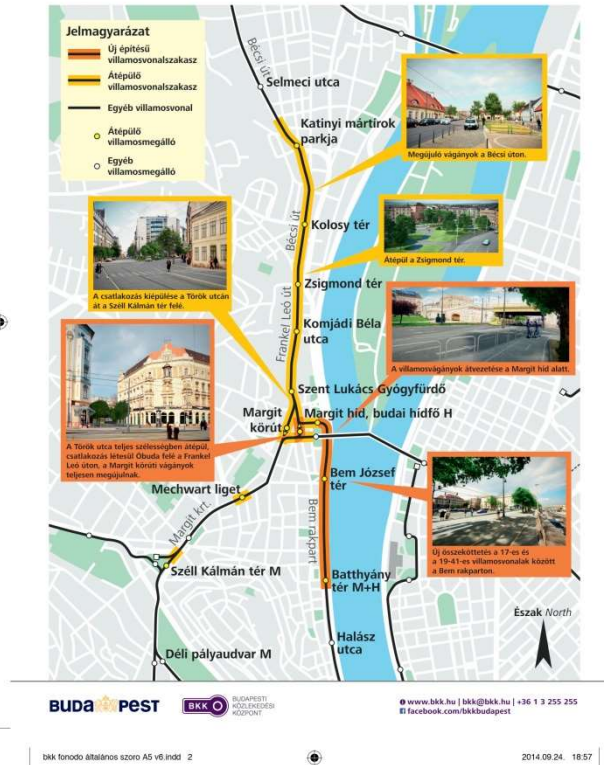 Jelmagyarázat
Új építésű
villamosvonalszakasz
Átépülő
villamosvonalszakasz
Egyéb villamosvonal
Átépülő
villamosmegálló
Egyéb
villamosmegálló
Bécsi út
Selmeci utca
Katinyi mártírok
parkja
Megújuló vágányok a Bécsi úton.
Bécsi út
Kolosy tér
Átépül a Zsigmond tér.
A csatlakozás kiépülése a Török utcán
át a Széll Kálmán tér felé.
Zsigmond tér
Frankel Leó út
Komjádi Béla
utca
A villamosvágányok átvezetése a Margit híd alatt.
Szent Lukács Gyógyfürdő
Margit
körút
Margit híd, budai hídfő H
A Török utca teljes szélességben átépül,
csatlakozás létesül Óbuda felé a Frankel
Leó úton, a Margit körúti vágányok
teljesen megújulnak.
Mechwart liget
Bem József
tér
Margit krt.
Bem rakpart
Új összeköttetés a 17-es és
a 19-41-es villamosvonalak között
a Bem rakparton.
Széll Kálmán tér M
Batthyány
tér M+H
Észak North
Halász
utca
Déli pályaudvar M
BUDAPEST
BKK
BUDAPESTI
KÖZLEKEDÉSI
KÖZPONT
www.bkk.hu | bkk@bkk.hu | +36 1 3 255 255
facebook.com/bkkbudapest
bkk fonodo általános szoro A5 v6.indd 2
2014.09.24. 18:57